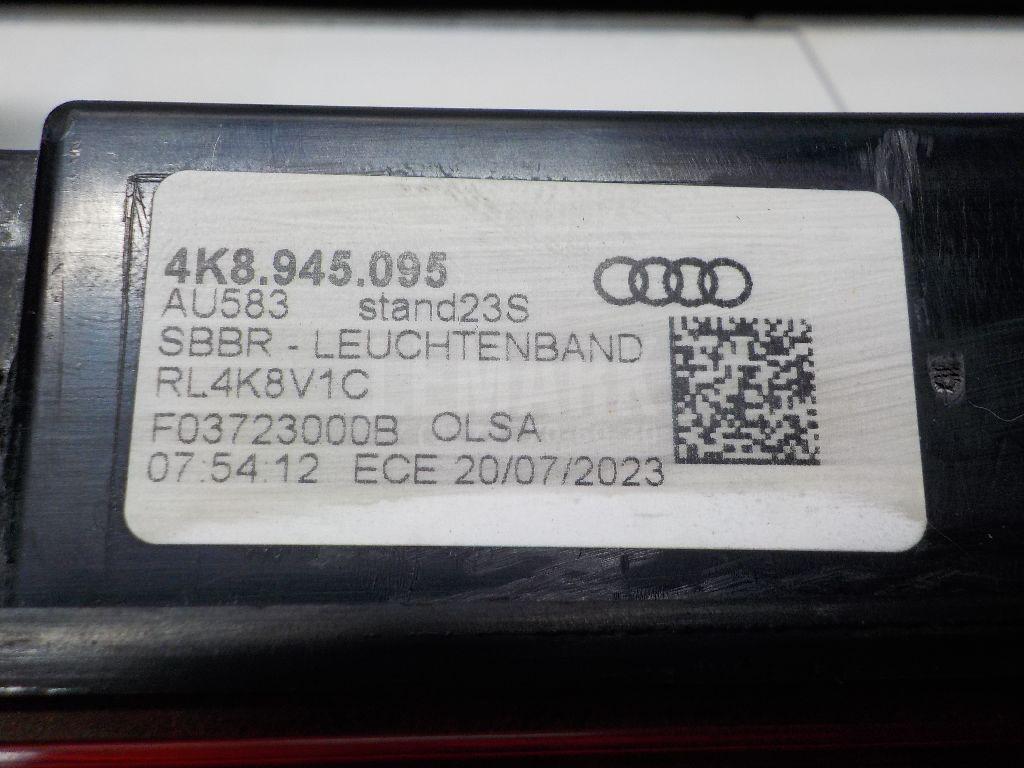 4K8.945.095
AU583 stand23S
SBBR - LEUCHTENBAND
RL4K8V1C
F03723000B OLSA
07:54:12 ECE 20/07/2023